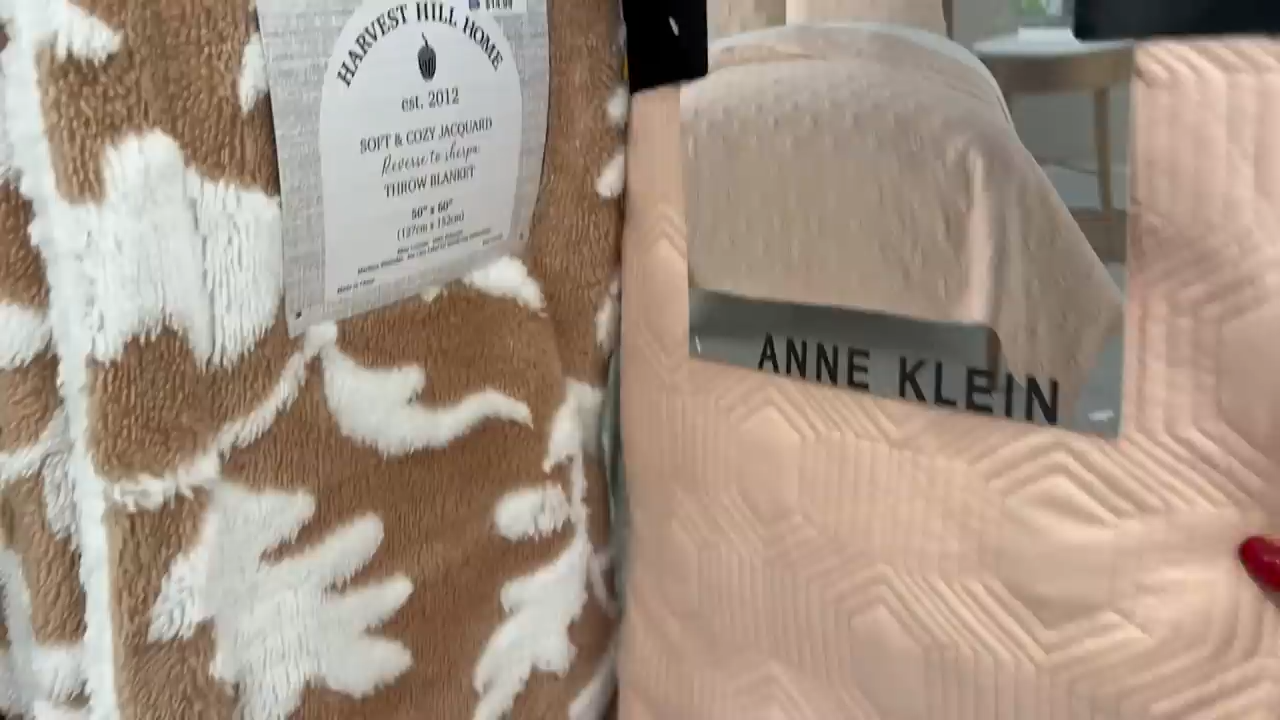 HARVEST HILL HOME
est. 2012
SOFT & COZY JACQUARD
Reverse to sherpa
THROW BLANKET
50" x 60"
(127cm x 152cm)
ANNE KLEIN